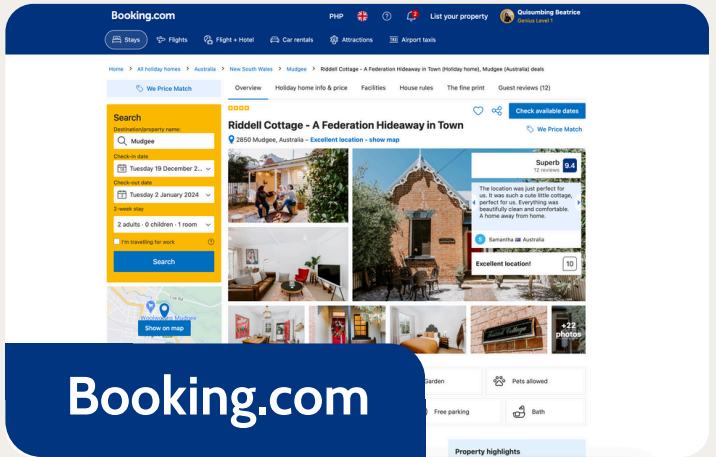 Booking.com
PHP
2
List your property
Quisumbing Beatrice
Genius Level 1
Stays
Flights
Flight + Hotel
Car rentals
Attractions
Airport taxis
Home > All holiday homes > Australia > New South Wales > Mudgee > Riddell Cottage - A Federation Hideaway in Town (Holiday home), Mudgee (Australia) deals
We Price Match
Overview
Holiday home info & price
Facilities
House rules
The fine print
Guest reviews (12)
Search
Destination/property name:
Mudgee
Check-in date
Tuesday 19 December 2...
Check-out date
Tuesday 2 January 2024
2-week stay
2 adults · 0 children · 1 room
I'm travelling for work
Search
Check available dates
Riddell Cottage - A Federation Hideaway in Town
We Price Match
2850 Mudgee, Australia – Excellent location - show map
Superb
12 reviews
9.4
The location was just perfect for
us. It was such a cute little cottage,
perfect for us. Everything was
beautifully clean and comfortable.
A home away from home.
Samantha Australia
Excellent location!
10
Woolworths Mudgee
Show on map
+22
photos
Booking.com
Garden
Pets allowed
Free parking
Bath
Property highlights